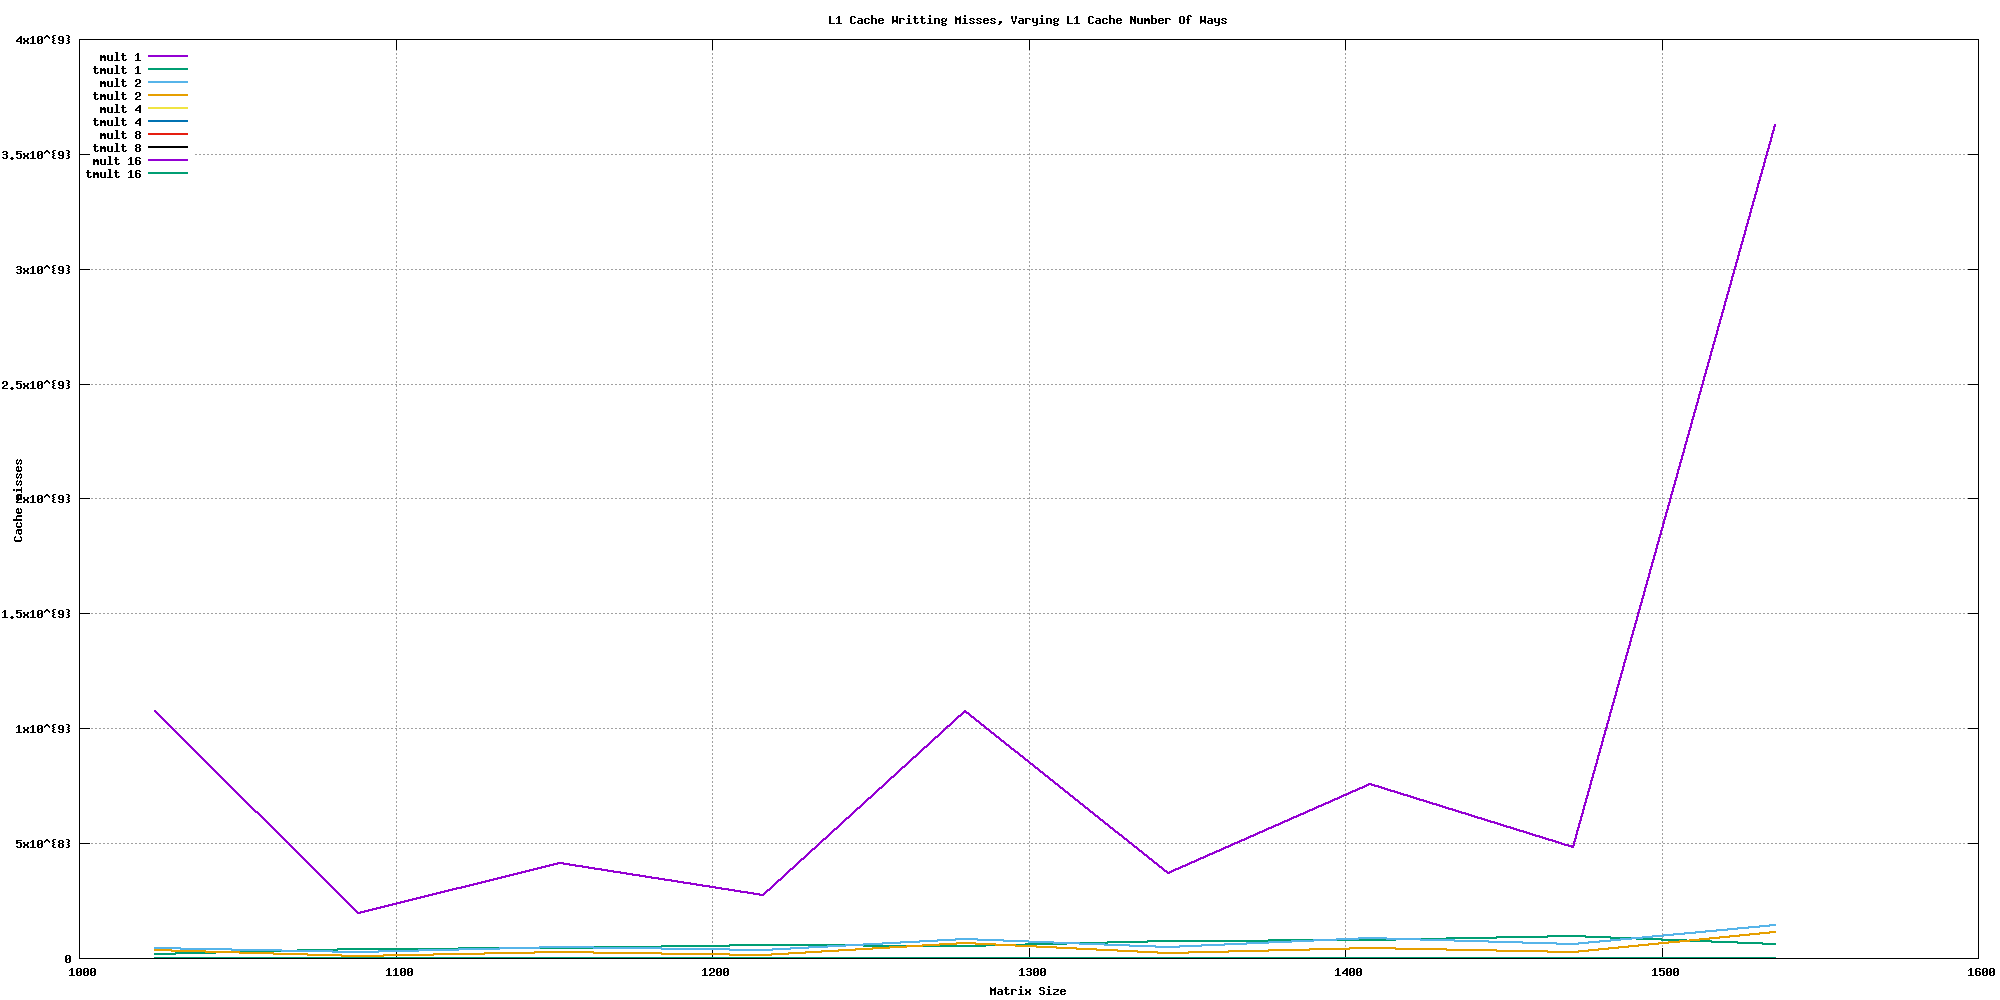 L1 Cache Writting Misses, Varying L1 Cache Number Of Ways
4x10^{9}
mult 1
tmult 1
mult 2
tmult 2
mult 4
tmult 4
mult 8
tmult 8
mult 16
tmult 16
3.5x10^{9}
3x10^{9}
2.5x10^{9}
2x10^{9}
Cache misses
1.5x10^{9}
1x10^{9}
5x10^{8}
0
1000 1100 1200 1300 1400 1500 1600
Matrix Size